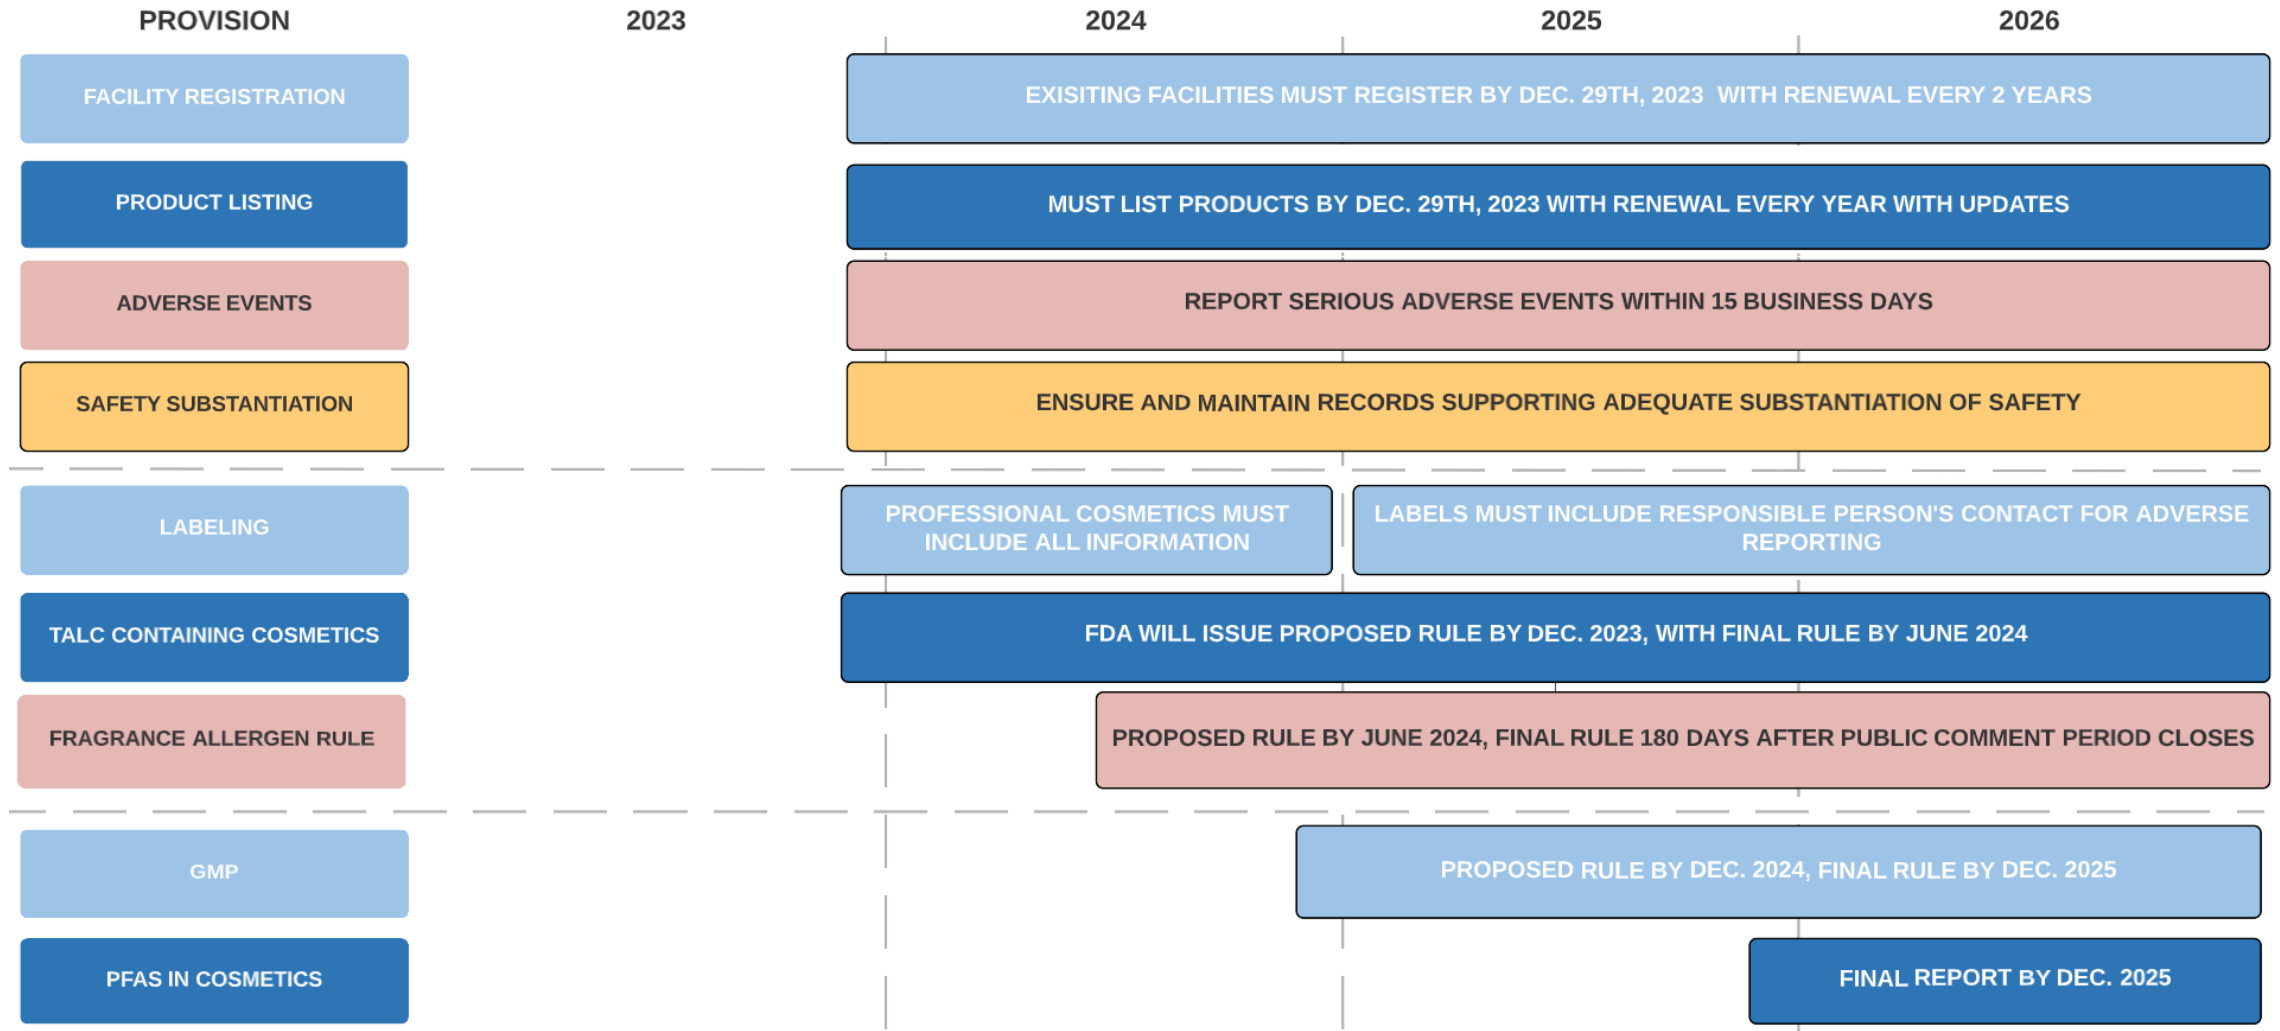 PROVISION 2023 2024 2025 2026
FACILITY REGISTRATION
EXISITING FACILITIES MUST REGISTER BY DEC. 29TH, 2023 WITH RENEWAL EVERY 2 YEARS
PRODUCT LISTING
MUST LIST PRODUCTS BY DEC. 29TH, 2023 WITH RENEWAL EVERY YEAR WITH UPDATES
ADVERSE EVENTS
REPORT SERIOUS ADVERSE EVENTS WITHIN 15 BUSINESS DAYS
SAFETY SUBSTANTIATION
ENSURE AND MAINTAIN RECORDS SUPPORTING ADEQUATE SUBSTANTIATION OF SAFETY
LABELING
PROFESSIONAL COSMETICS MUST
INCLUDE ALL INFORMATION
LABELS MUST INCLUDE RESPONSIBLE PERSON'S CONTACT FOR ADVERSE
REPORTING
TALC CONTAINING COSMETICS
FDA WILL ISSUE PROPOSED RULE BY DEC. 2023, WITH FINAL RULE BY JUNE 2024
FRAGRANCE ALLERGEN RULE
PROPOSED RULE BY JUNE 2024, FINAL RULE 180 DAYS AFTER PUBLIC COMMENT PERIOD CLOSES
GMP
PROPOSED RULE BY DEC. 2024, FINAL RULE BY DEC. 2025
PFAS IN COSMETICS
FINAL REPORT BY DEC. 2025